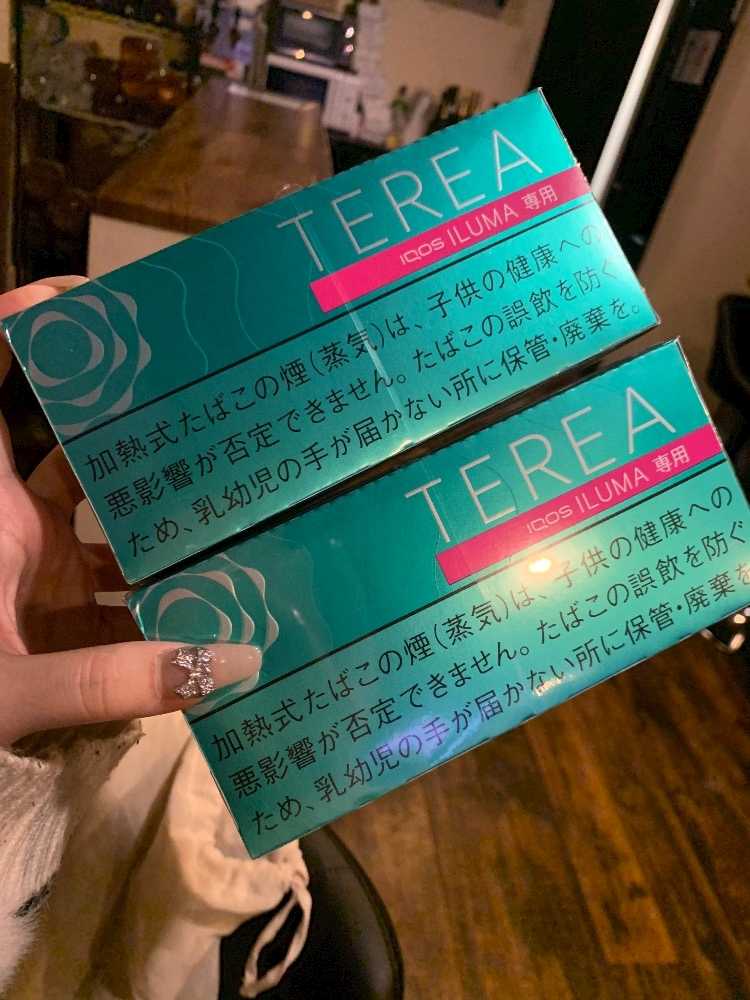 TEREA
IQOS ILUMA 専用
加熱式たばこの煙(蒸気)は、子供の健康への
悪影響が否定できません。たばこの誤飲を防ぐ
ため、乳幼児の手が届かない所に保管・廃棄を。
TEREA
IQOS ILUMA 専用
加熱式たばこの煙(蒸気)は、子供の健康への
悪影響が否定できません。たばこの誤飲を防ぐ
ため、乳幼児の手が届かない所に保管・廃棄を